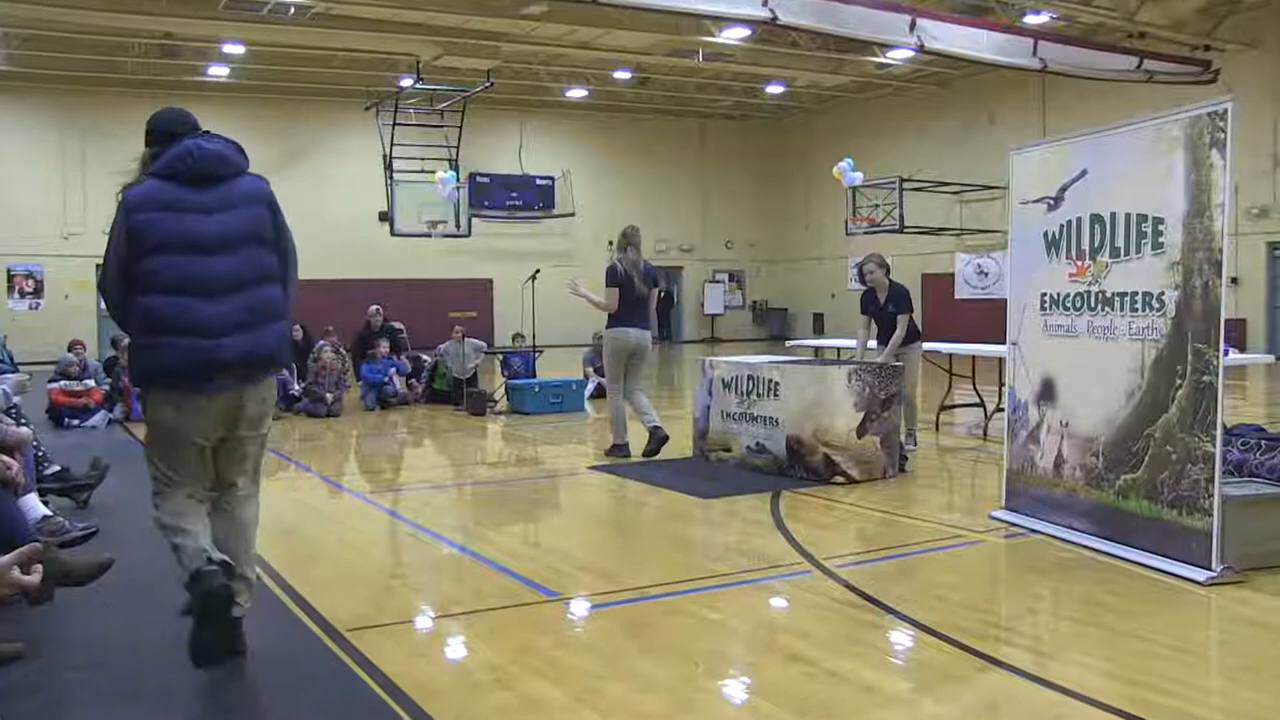 WILDLIFE
ENCOUNTERS
Animals - People - Earth
WILDLIFE
ENCOUNTERS